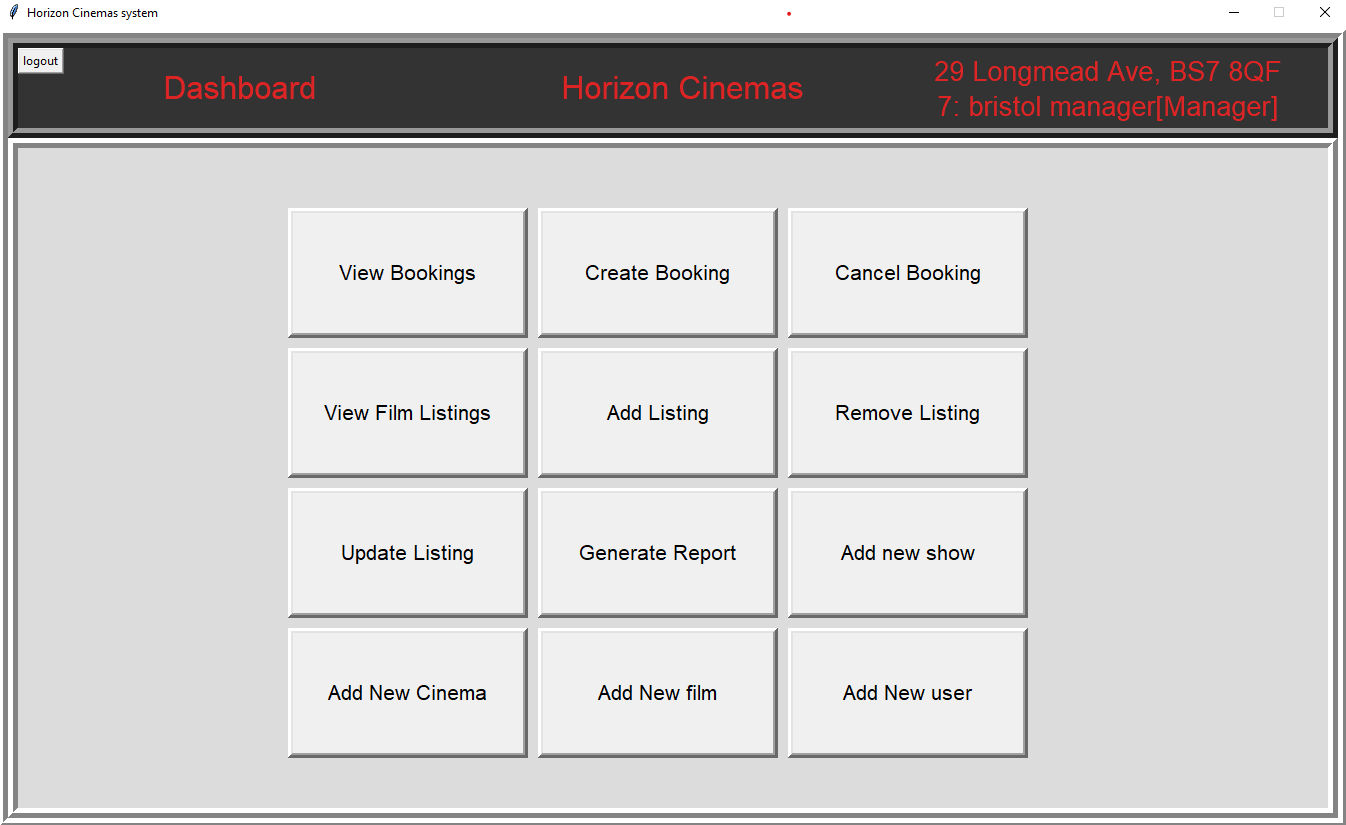 Horizon Cinemas system
logout
Dashboard
Horizon Cinemas
29 Longmead Ave, BS7 8QF
7: bristol manager[Manager]
View Bookings
Create Booking
Cancel Booking
View Film Listings
Add Listing
Remove Listing
Update Listing
Generate Report
Add new show
Add New Cinema
Add New film
Add New user